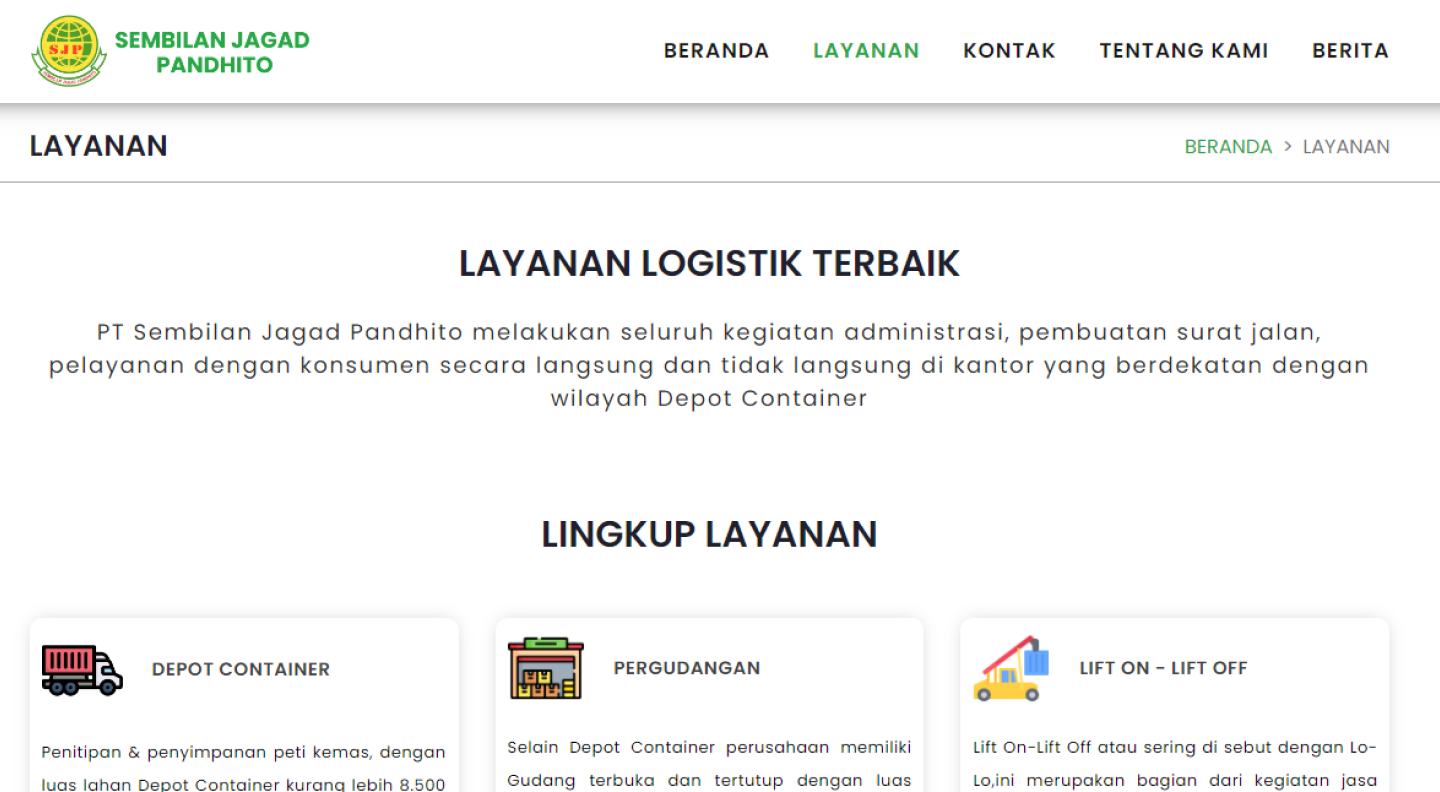 SJP
SEMBILAN JAGAD
PANDHITO
BERANDA
LAYANAN
KONTAK
TENTANG KAMI
BERITA
LAYANAN
BERANDA > LAYANAN
LAYANAN LOGISTIK TERBAIK
PT Sembilan Jagad Pandhito melakukan seluruh kegiatan administrasi, pembuatan surat jalan,
pelayanan dengan konsumen secara langsung dan tidak langsung di kantor yang berdekatan dengan
wilayah Depot Container
LINGKUP LAYANAN
DEPOT CONTAINER
Penitipan & penyimpanan peti kemas, dengan
luas lahan Depot Container kurang lebih 8.500
PERGUDANGAN
Selain Depot Container perusahaan memiliki
Gudang terbuka dan tertutup dengan luas
LIFT ON - LIFT OFF
Lift On-Lift Off atau sering di sebut dengan Lo-
Lo,ini merupakan bagian dari kegiatan jasa